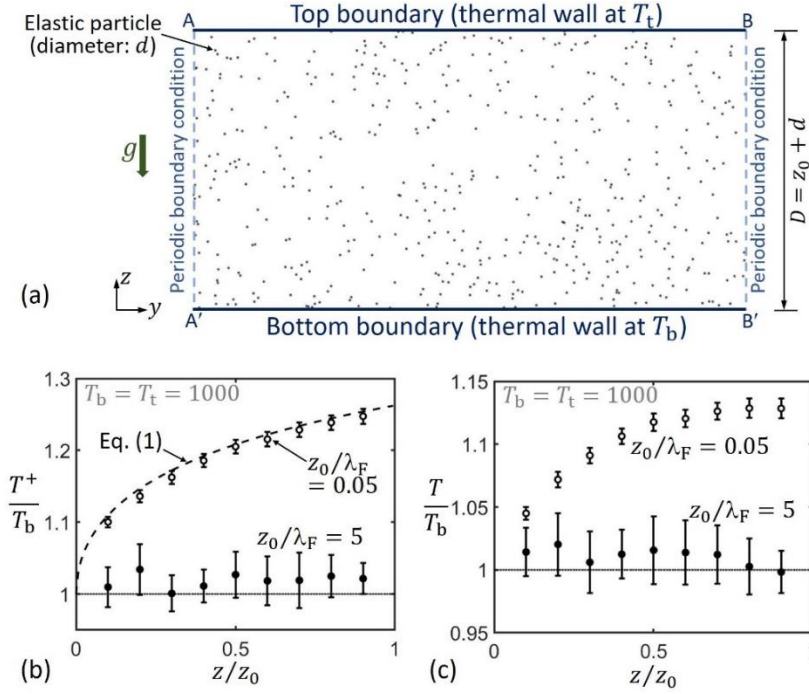 A
Top boundary (thermal wall at Tt)
B
Elastic particle
(diameter: d)
Periodic boundary condition
Periodic boundary condition
g
D = z0 + d
z
y
(a)
A′
Bottom boundary (thermal wall at Tb)
B′
1.3
Tb = Tt = 1000
Eq. (1)
1.2
z0/λF
= 0.05
T+
Tb
1.1
z0/λF = 5
1
0
0.5
1
z/z0
(b)
1.15
Tb = Tt = 1000
1.1
z0/λF = 0.05
T
Tb
1.05
z0/λF = 5
1
0.95
0
0.5
z/z0
(c)